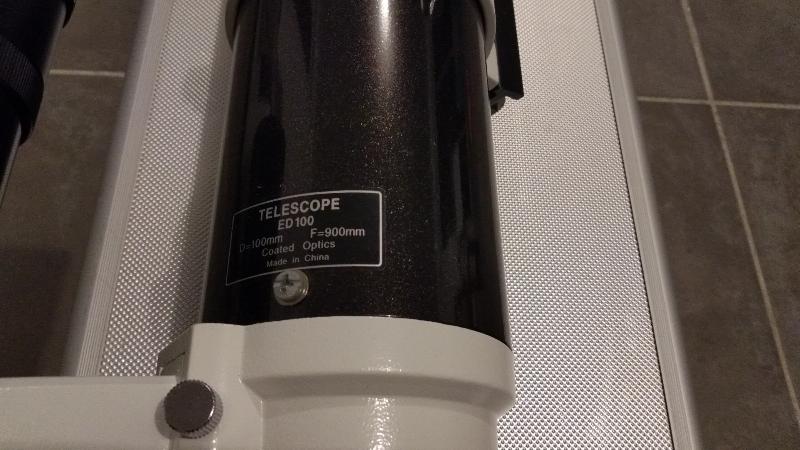 TELESCOPE
ED100
D=100mm F=900mm
Coated Optics
Made in China